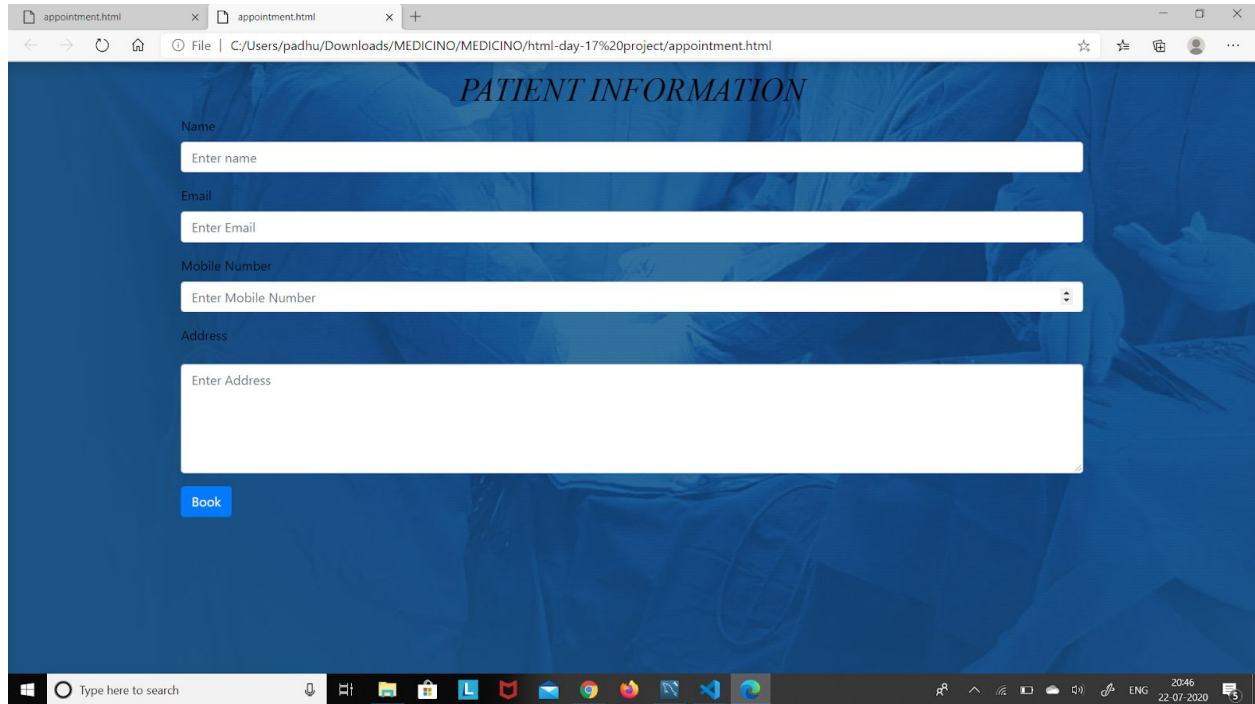 appointment.html
appointment.html
File | C:/Users/padhu/Downloads/MEDICINO/MEDICINO/html-day-17%20project/appointment.html
PATIENT INFORMATION
Name
Enter name
Email
Enter Email
Mobile Number
Enter Mobile Number
Address
Enter Address
Book
Type here to search
L
ENG
20:46
22-07-2020
5